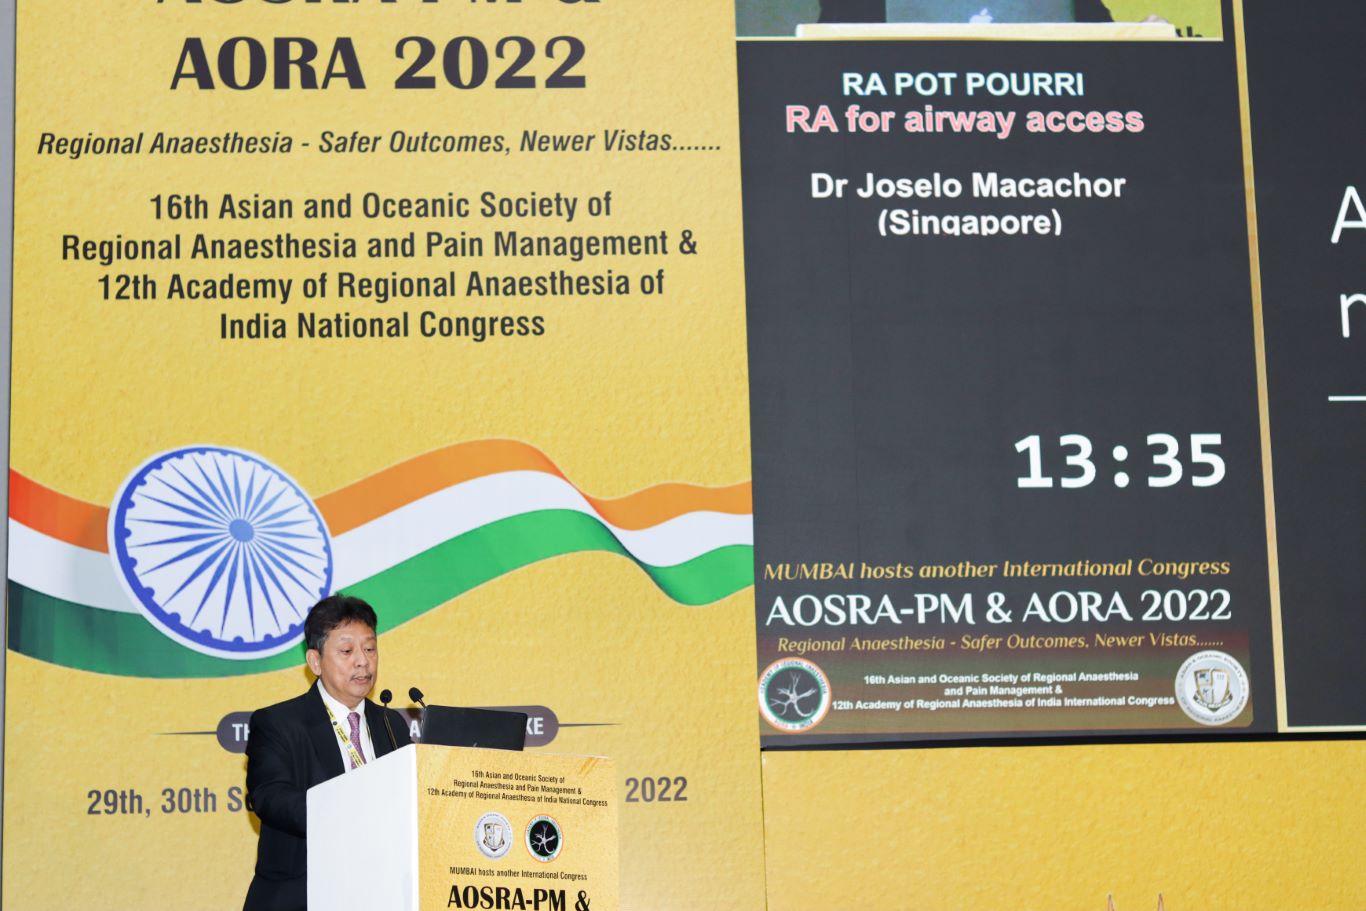 AOSRA-PM &
AORA 2022
Regional Anaesthesia - Safer Outcomes, Newer Vistas.......
16th Asian and Oceanic Society of
Regional Anaesthesia and Pain Management &
12th Academy of Regional Anaesthesia of
India National Congress
TH
KE
29th, 30th S
2022
RA POT POURRI
RA for airway access
Dr Joselo Macachor
(Singapore)
13:35
MUMBAI hosts another International Congress
AOSRA-PM & AORA 2022
Regional Anaesthesia - Safer Outcomes, Newer Vistas.......
16th Asian and Oceanic Society of Regional Anaesthesia
and Pain Management &
12th Academy of Regional Anaesthesia of India International Congress
16th Asian and Oceanic Society of
Regional Anaesthesia and Pain Management &
12th Academy of Regional Anaesthesia of India National Congress
MUMBAI hosts another International Congress
AOSRA-PM &